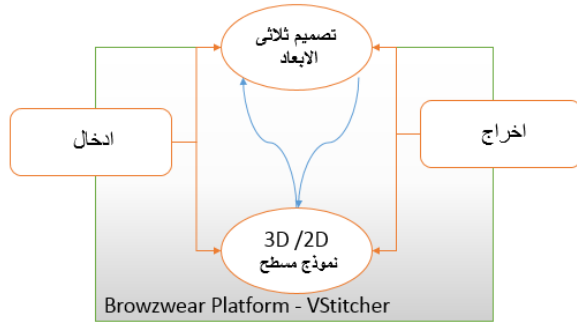 تصميم ثلاثى
الابعاد
ادخال
اخراج
3D /2D
نموذج مسطح
Browzwear Platform - VStitcher